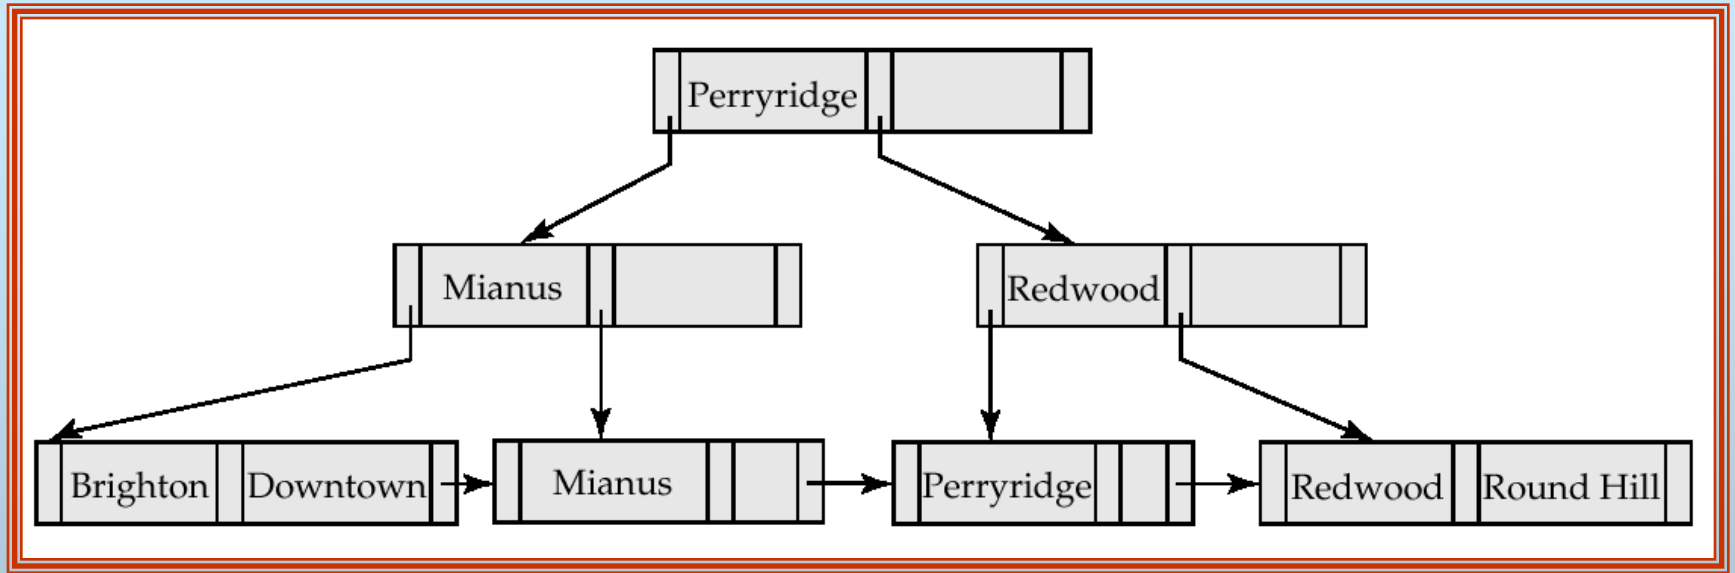 Perryridge
Mianus
Redwood
Brighton Downtown
Mianus
Perryridge
Redwood Round Hill